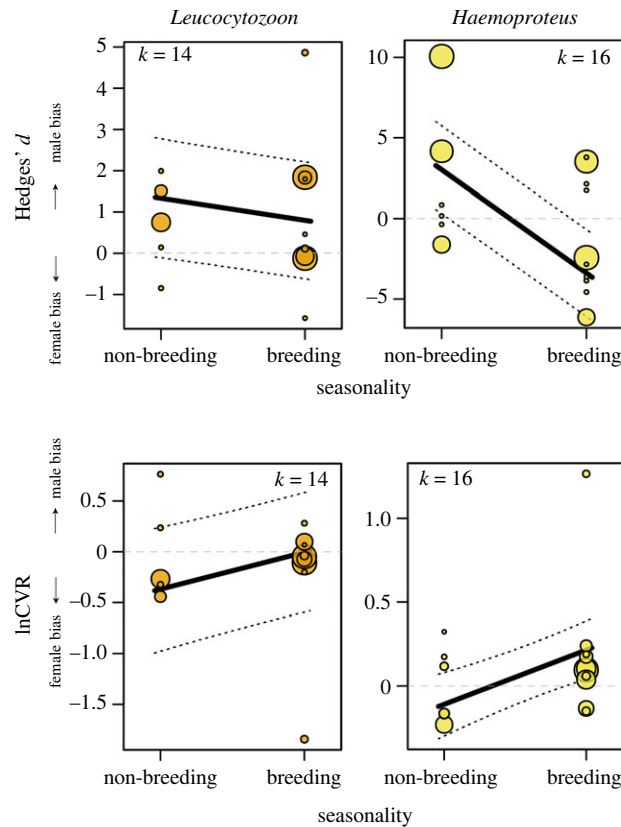 Leucocytozoon
Haemoproteus
Hedges' d
female bias
male bias
k = 14
5
4
3
2
1
0
−1
non-breeding
breeding
k = 16
10
5
0
−5
non-breeding
breeding
seasonality
lnCVR
female bias
male bias
k = 14
0.5
0
−0.5
−1.0
−1.5
non-breeding
breeding
k = 16
1.0
0.5
0
non-breeding
breeding
seasonality